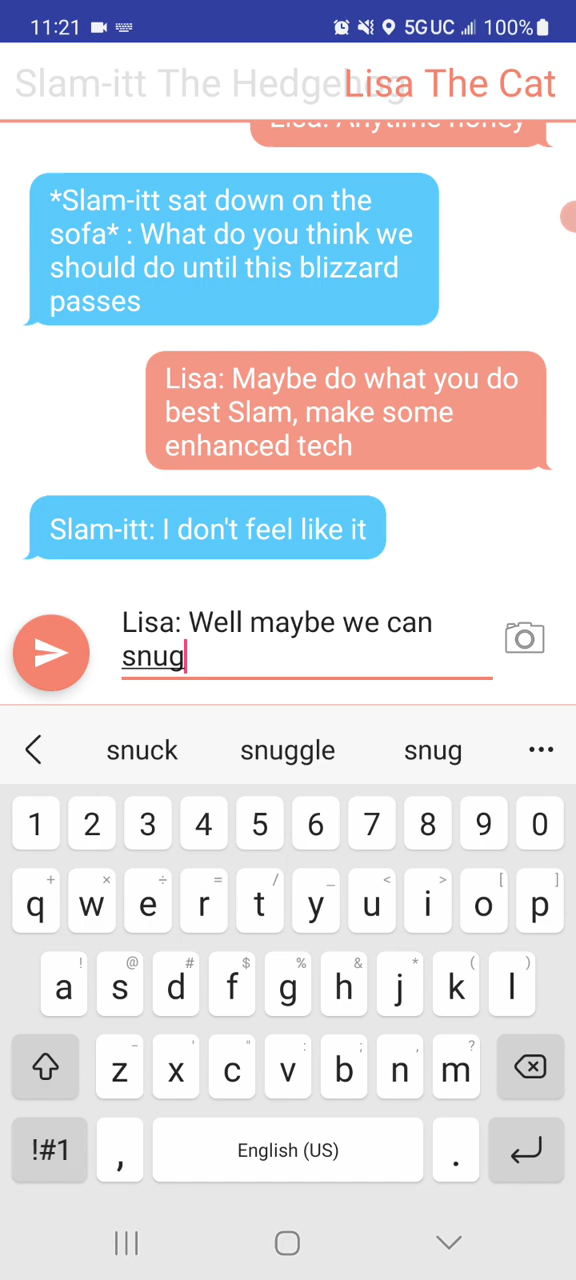 11:21 5G UC 100%
Slam-itt The Hedgehog Lisa The Cat
Lisa: Anytime honey
*Slam-itt sat down on the
sofa* : What do you think we
should do until this blizzard
passes
Lisa: Maybe do what you do
best Slam, make some
enhanced tech
Slam-itt: I don't feel like it
Lisa: Well maybe we can
snug
snuck snuggle snug
1 2 3 4 5 6 7 8 9 0
+ × ÷ = / _ < > [ ]
q w e r t y u i o p
! @ # $ % & * ( )
a s d f g h j k l
- ' " : ; , ?
z x c v b n m
!#1 , English (US) .